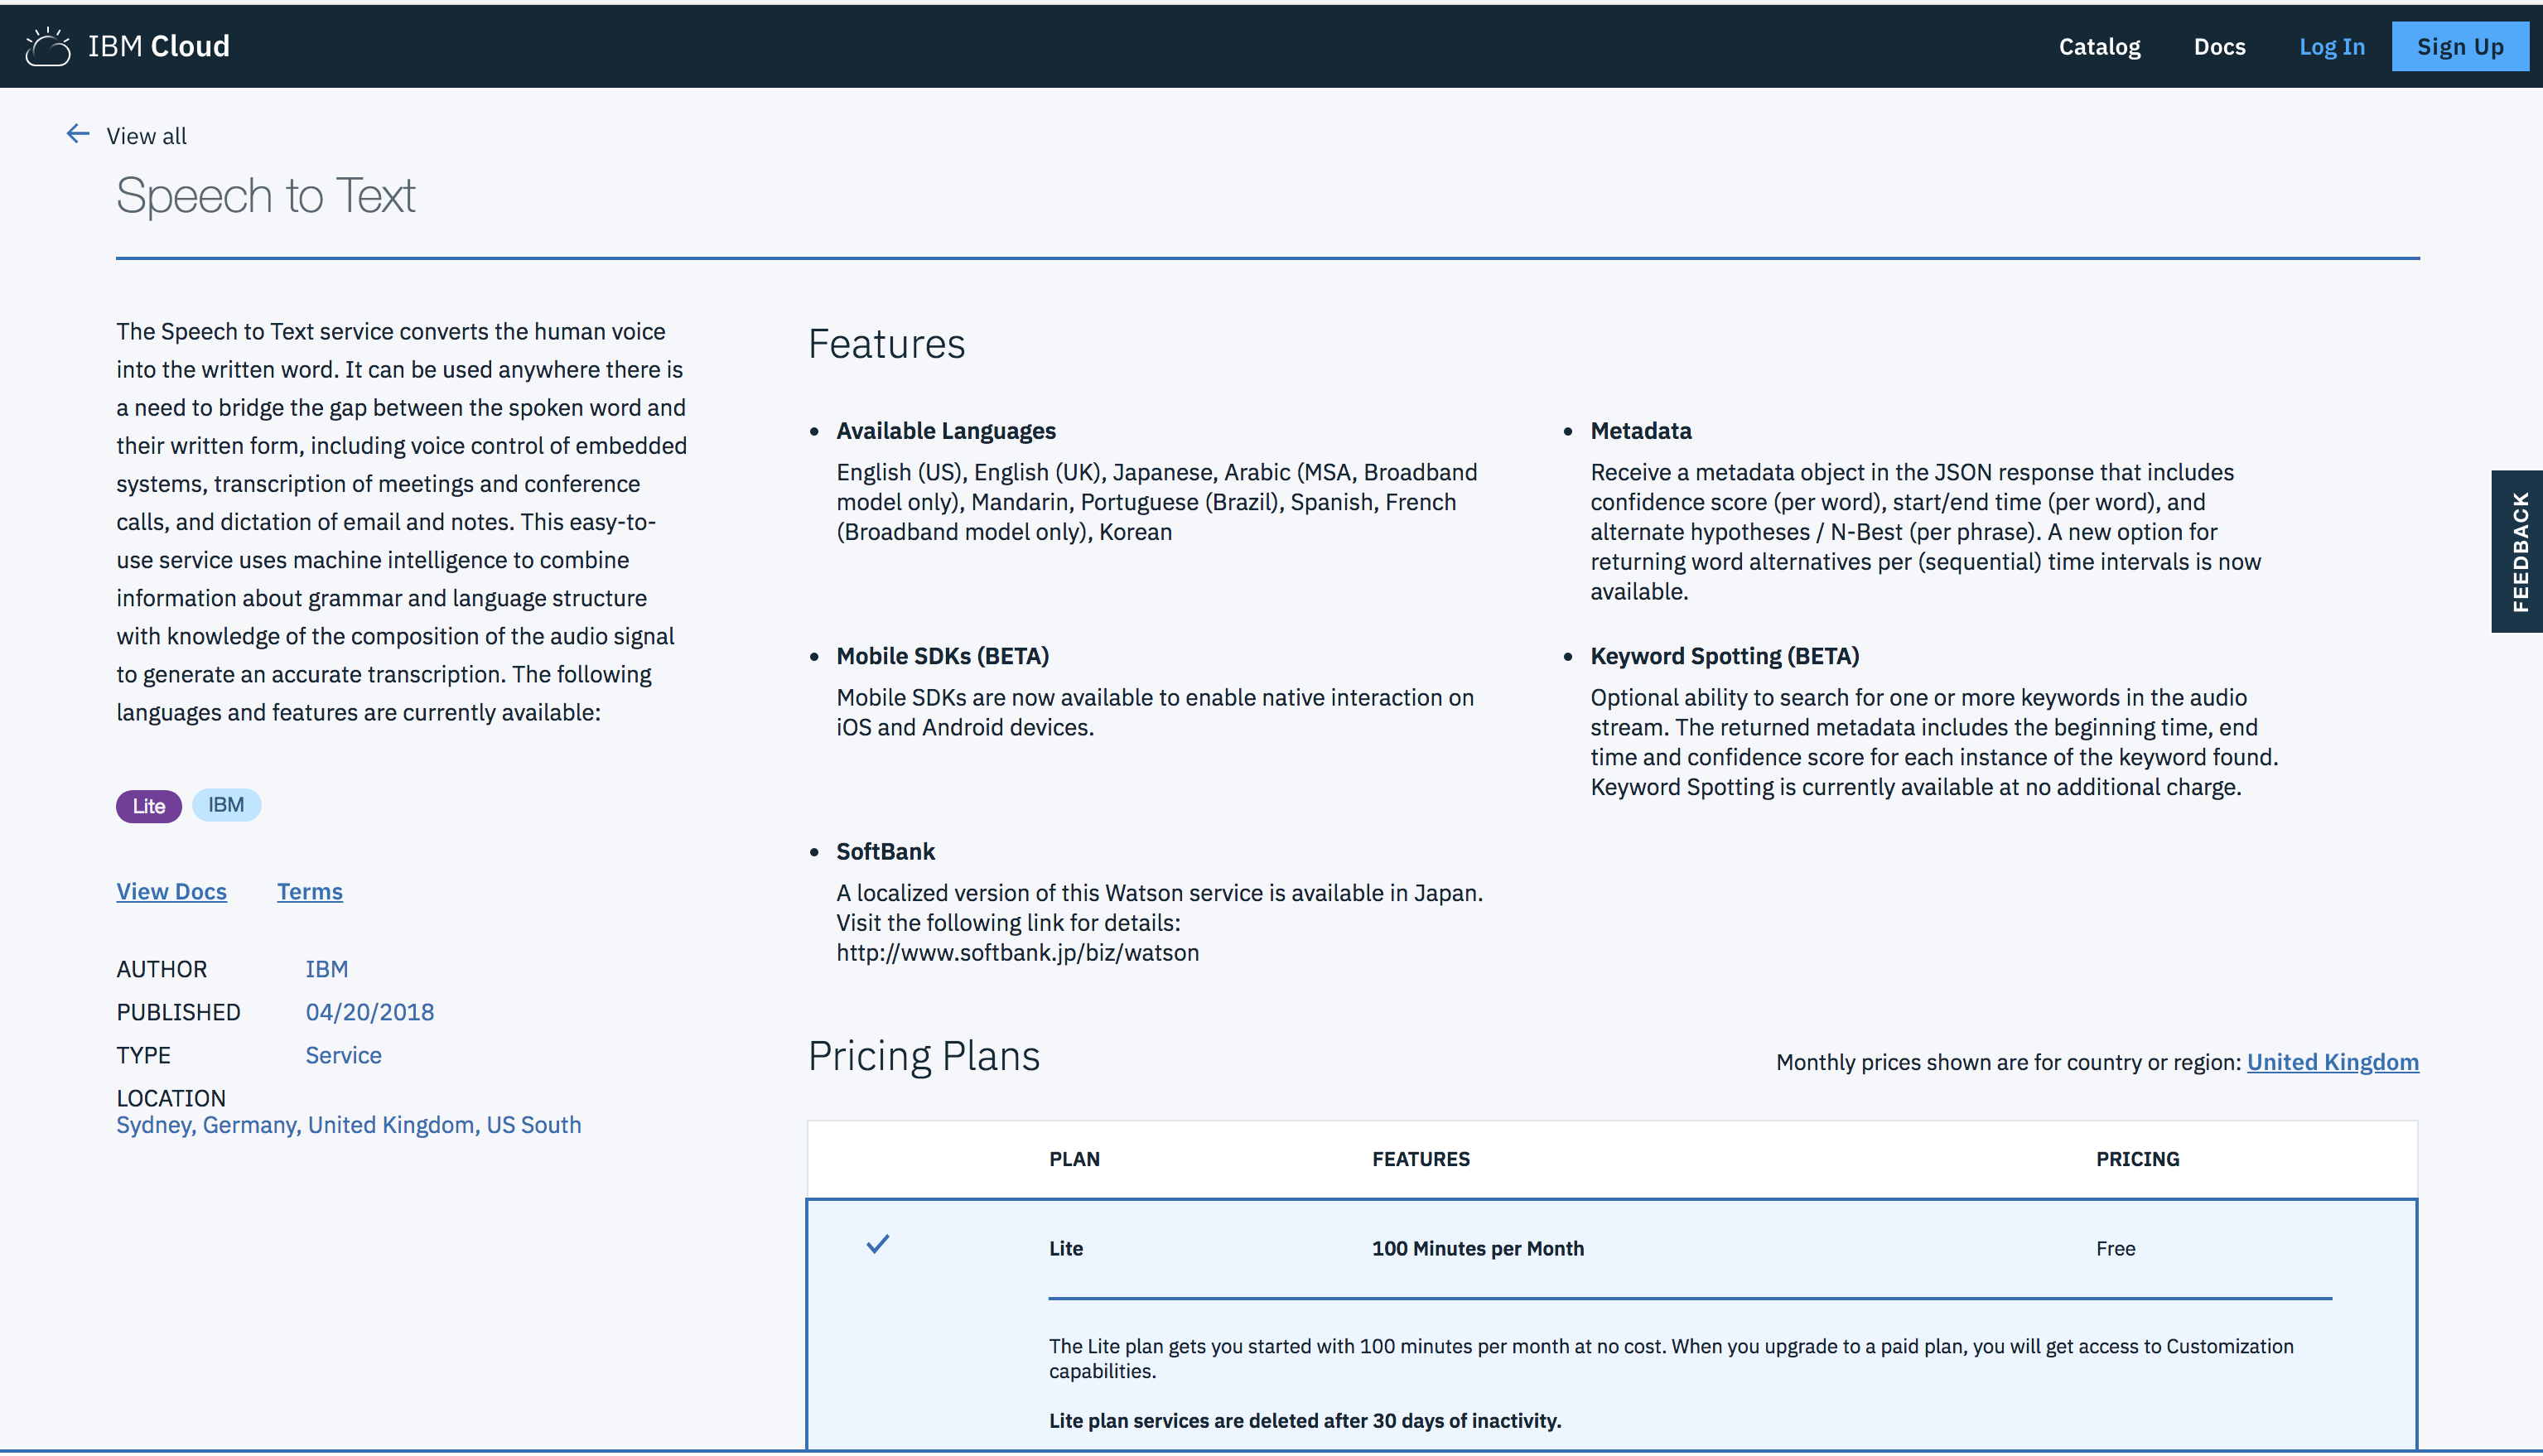 IBM Cloud
Catalog
Docs
Log In
Sign Up
View all
Speech to Text
The Speech to Text service converts the human voice
into the written word. It can be used anywhere there is
a need to bridge the gap between the spoken word and
their written form, including voice control of embedded
systems, transcription of meetings and conference
calls, and dictation of email and notes. This easy-to-
use service uses machine intelligence to combine
information about grammar and language structure
with knowledge of the composition of the audio signal
to generate an accurate transcription. The following
languages and features are currently available:
Lite
IBM
View Docs
Terms
AUTHOR IBM
PUBLISHED 04/20/2018
TYPE Service
LOCATION
Sydney, Germany, United Kingdom, US South
Features
Available Languages
English (US), English (UK), Japanese, Arabic (MSA, Broadband
model only), Mandarin, Portuguese (Brazil), Spanish, French
(Broadband model only), Korean
Metadata
Receive a metadata object in the JSON response that includes
confidence score (per word), start/end time (per word), and
alternate hypotheses / N-Best (per phrase). A new option for
returning word alternatives per (sequential) time intervals is now
available.
Mobile SDKs (BETA)
Mobile SDKs are now available to enable native interaction on
iOS and Android devices.
Keyword Spotting (BETA)
Optional ability to search for one or more keywords in the audio
stream. The returned metadata includes the beginning time, end
time and confidence score for each instance of the keyword found.
Keyword Spotting is currently available at no additional charge.
SoftBank
A localized version of this Watson service is available in Japan.
Visit the following link for details:
http://www.softbank.jp/biz/watson
FEEDBACK
Pricing Plans
Monthly prices shown are for country or region: United Kingdom
PLAN FEATURES PRICING
Lite 100 Minutes per Month Free
The Lite plan gets you started with 100 minutes per month at no cost. When you upgrade to a paid plan, you will get access to Customization
capabilities.
Lite plan services are deleted after 30 days of inactivity.